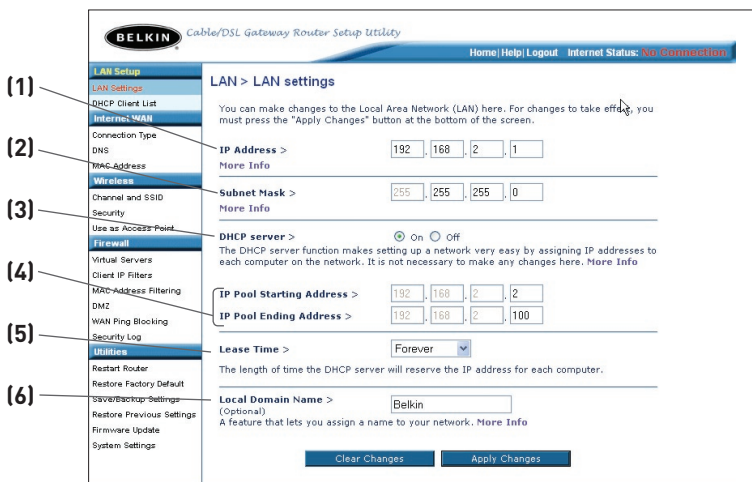 BELKIN
Cable/DSL Gateway Router Setup Utility
Home|Help|Logout Internet Status: No Connection
LAN Setup
LAN Settings
DHCP Client List
Internet WAN
Connection Type
DNS
MAC Address
Wireless
Channel and SSID
Security
Use as Access Point
Firewall
Virtual Servers
Client IP Filters
MAC Address Filtering
DMZ
WAN Ping Blocking
Security Log
Utilities
Restart Router
Restore Factory Default
Save/Backup Settings
Restore Previous Settings
Firmware Update
System Settings
LAN > LAN settings
You can make changes to the Local Area Network (LAN) here. For changes to take effect, you
must press the "Apply Changes" button at the bottom of the screen.
(1)
IP Address > 192 . 168 . 2 . 1
More Info
(2)
Subnet Mask > 255 . 255 . 255 . 0
More Info
(3)
DHCP server > On Off
The DHCP server function makes setting up a network very easy by assigning IP addresses to
each computer on the network. It is not necessary to make any changes here. More Info
(4)
IP Pool Starting Address > 192 . 168 . 2 . 2
IP Pool Ending Address > 192 . 168 . 2 . 100
(5)
Lease Time > Forever
The length of time the DHCP server will reserve the IP address for each computer.
(6)
Local Domain Name > Belkin
(Optional)
A feature that lets you assign a name to your network. More Info
Clear Changes Apply Changes